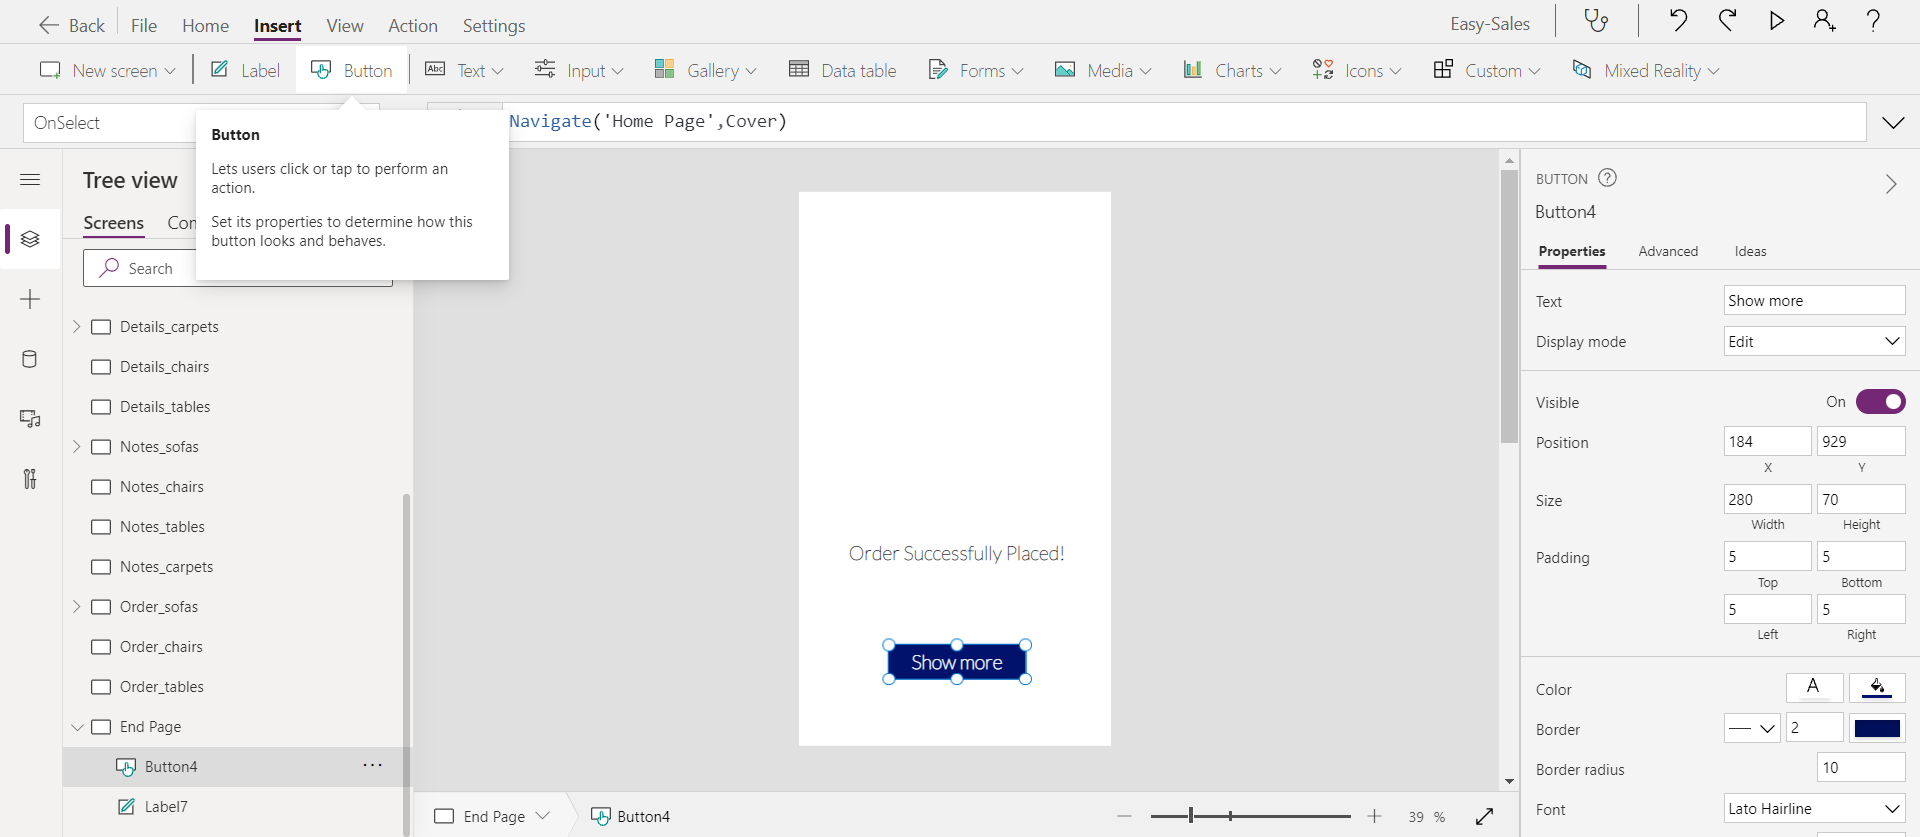 Back File Home Insert View Action Settings Easy-Sales
New screen Label Button Text Input Gallery Data table Forms Media Charts Icons Custom Mixed Reality
OnSelect Navigate('Home Page',Cover)
Button
Lets users click or tap to perform an
action.
Set its properties to determine how this
button looks and behaves.
Tree view
Screens Con
Search
Details_carpets
Details_chairs
Details_tables
Notes_sofas
Notes_chairs
Notes_tables
Notes_carpets
Order_sofas
Order_chairs
Order_tables
End Page
Button4
Label7
Order Successfully Placed!
Show more
End Page Button4 39 %
BUTTON
Button4
Properties Advanced Ideas
Text Show more
Display mode Edit
Visible On
Position 184 929
X Y
Size 280 70
Width Height
Padding 5 5
Top Bottom
5 5
Left Right
Color A
Border 2
Border radius 10
Font Lato Hairline